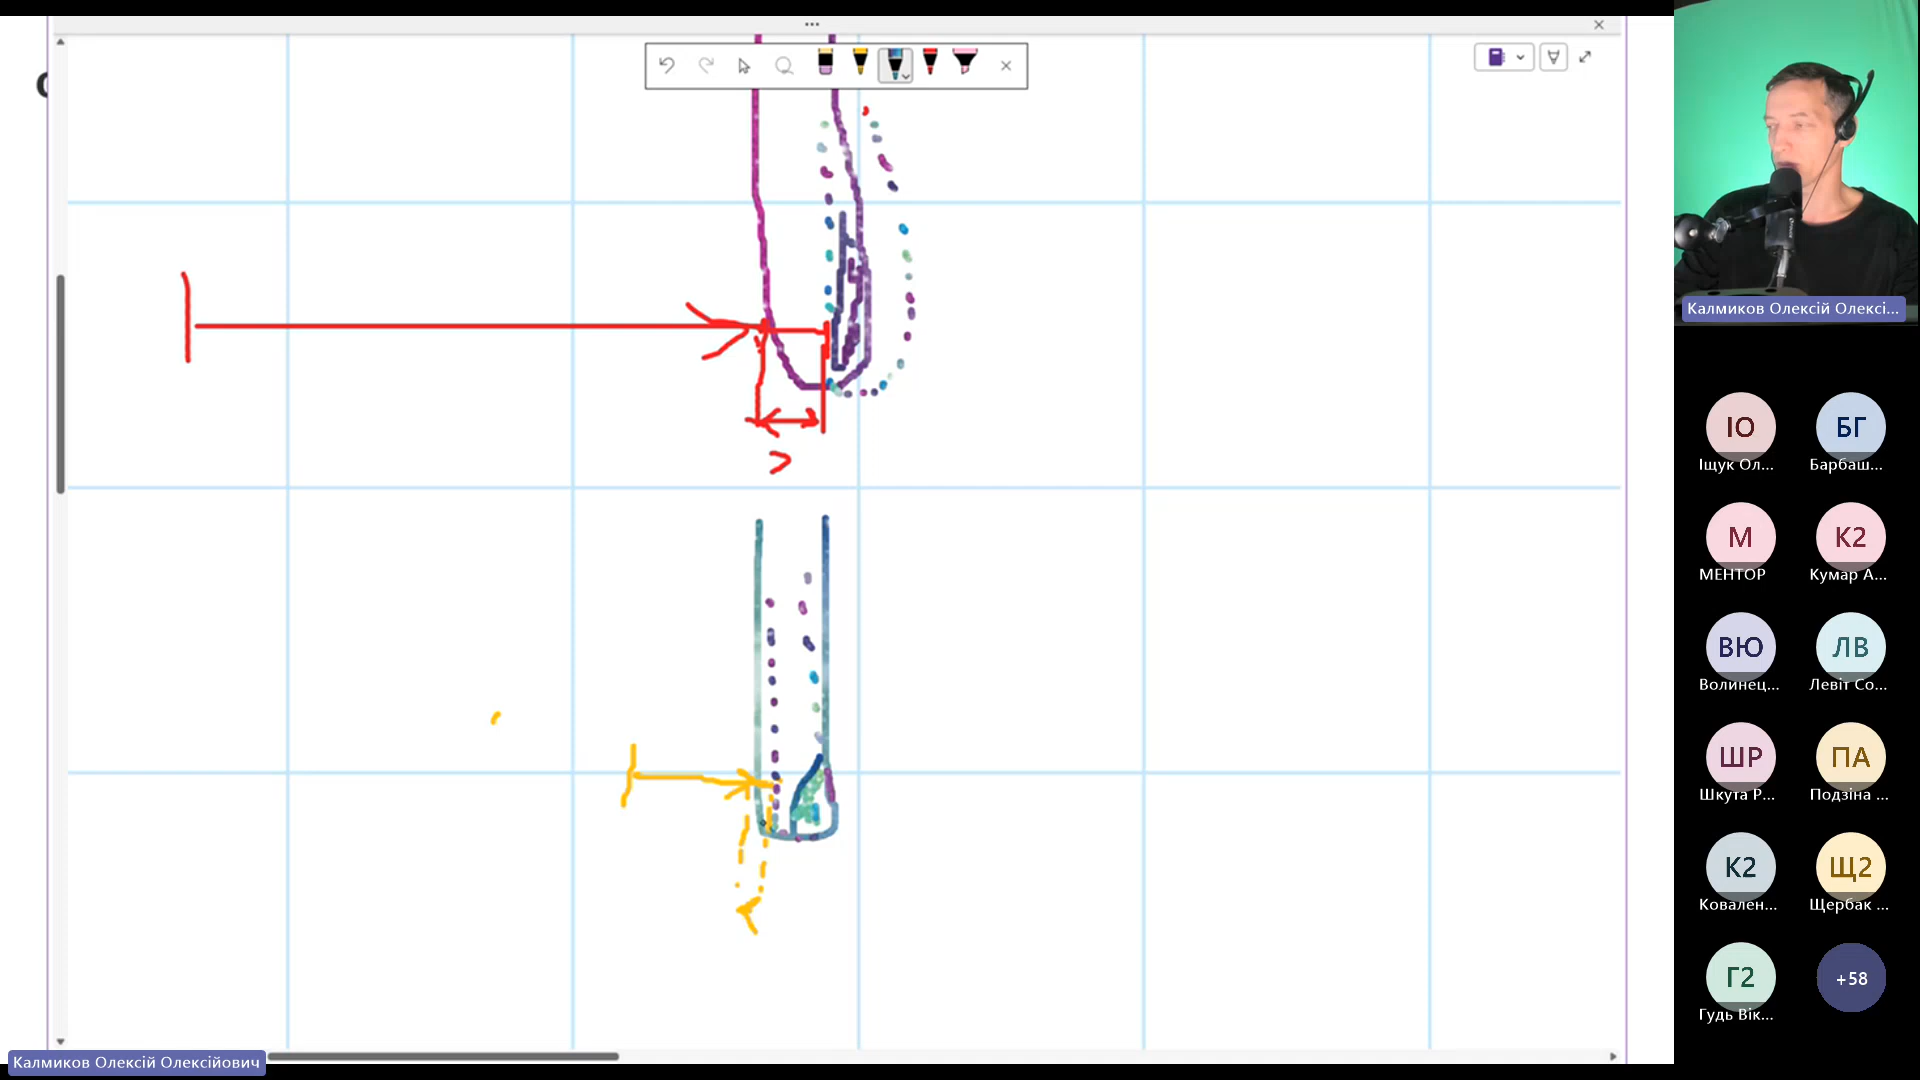 Калмиков Олексій Олексі...
ІО
Іщук Ол...
БГ
Барбаш...
М
МЕНТОР
К2
Кумар А...
ВЮ
Волинец...
ЛВ
Левіт Со...
ШР
Шкута Р...
ПА
Подзіна ...
К2
Ковален...
Щ2
Щербак ...
Г2
Гудь Вік...
+58
Калмиков Олексій Олексійович